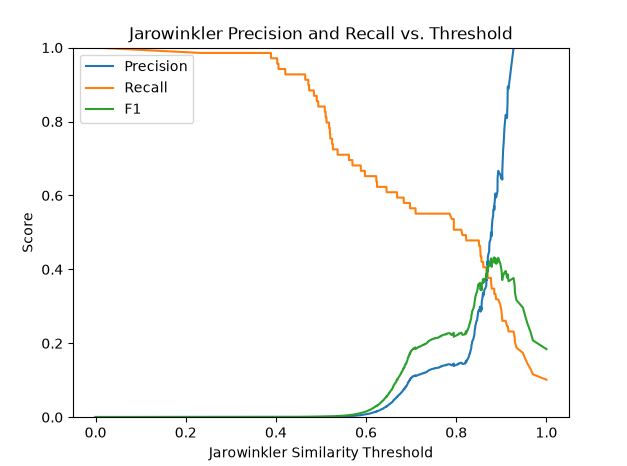 Jarowinkler Precision and Recall vs. Threshold
1.0
0.8
0.6
0.4
0.2
0.0
Score
Precision
Recall
F1
0.0 0.2 0.4 0.6 0.8 1.0
Jarowinkler Similarity Threshold